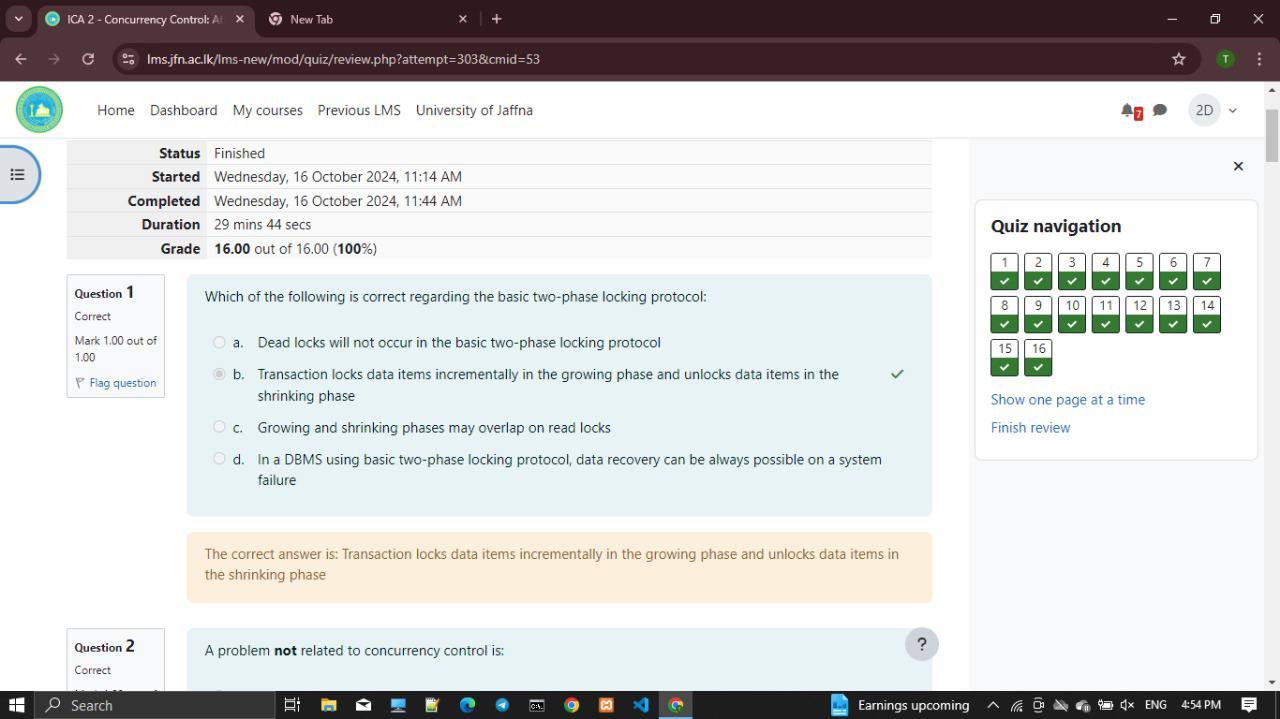 ICA 2 - Concurrency Control: A
New Tab
lms.jfn.ac.lk/lms-new/mod/quiz/review.php?attempt=303&cmid=53
T
Home Dashboard My courses Previous LMS University of Jaffna
7
2D
Status Finished
Started Wednesday, 16 October 2024, 11:14 AM
Completed Wednesday, 16 October 2024, 11:44 AM
Duration 29 mins 44 secs
Grade 16.00 out of 16.00 (100%)
Question 1
Correct
Mark 1.00 out of
1.00
Flag question
Which of the following is correct regarding the basic two-phase locking protocol:
a. Dead locks will not occur in the basic two-phase locking protocol
b. Transaction locks data items incrementally in the growing phase and unlocks data items in the
shrinking phase
c. Growing and shrinking phases may overlap on read locks
d. In a DBMS using basic two-phase locking protocol, data recovery can be always possible on a system
failure
The correct answer is: Transaction locks data items incrementally in the growing phase and unlocks data items in
the shrinking phase
Question 2
Correct
A problem not related to concurrency control is:
?
Quiz navigation
1 2 3 4 5 6 7
8 9 10 11 12 13 14
15 16
Show one page at a time
Finish review
Search
Earnings upcoming
ENG
4:54 PM